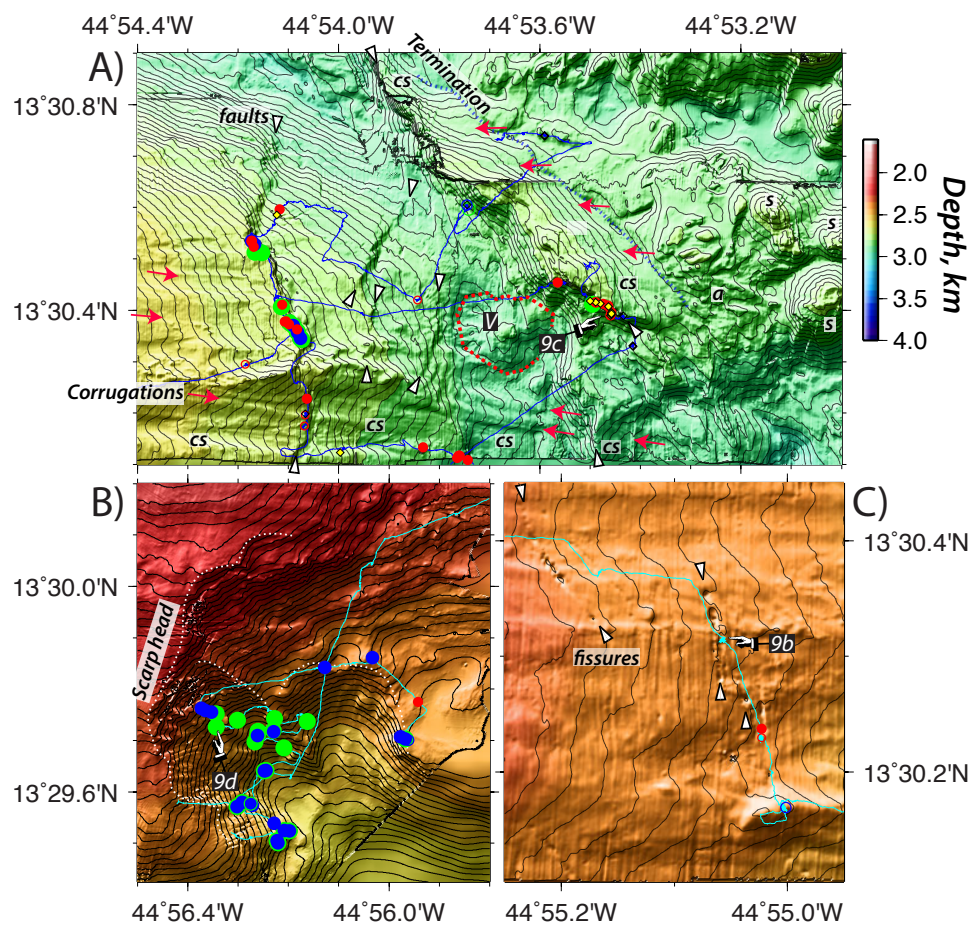 44˚54.4'W 44˚54.0'W 44˚53.6'W 44˚53.2'W
A)
Termination
cs
13˚30.8'N
faults
2.0
2.5
3.0
3.5
4.0
Depth, km
s
s
cs
a
13˚30.4'N
V
s
9c
Corrugations
cs
cs
cs
cs
B)
C)
13˚30.4'N
13˚30.0'N
Scarp head
9b
fissures
9d
13˚29.6'N
13˚30.2'N
44˚56.4'W 44˚56.0'W 44˚55.2'W 44˚55.0'W